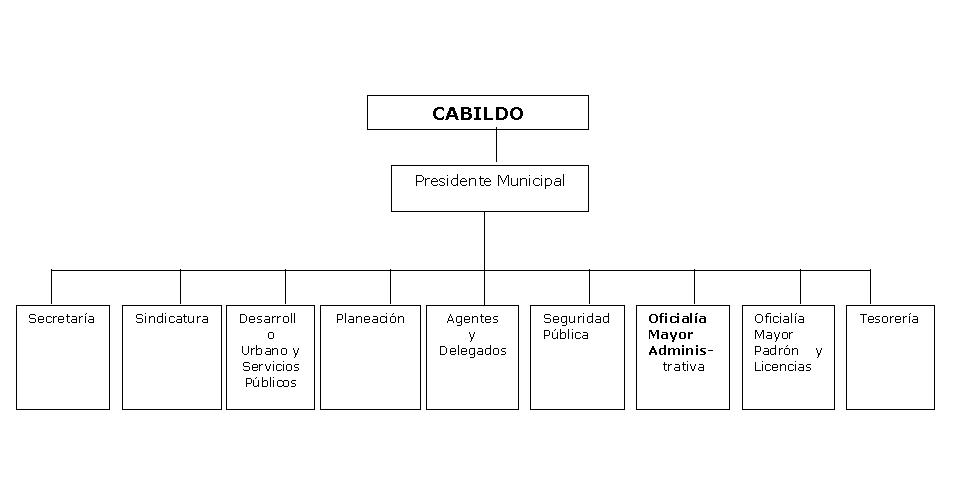 CABILDO
Presidente Municipal
Secretaría
Sindicatura
Desarroll
o
Urbano y
Servicios
Públicos
Planeación
Agentes
y
Delegados
Seguridad
Pública
Oficialía
Mayor
Adminis-
trativa
Oficialía
Mayor
Padrón y
Licencias
Tesorería